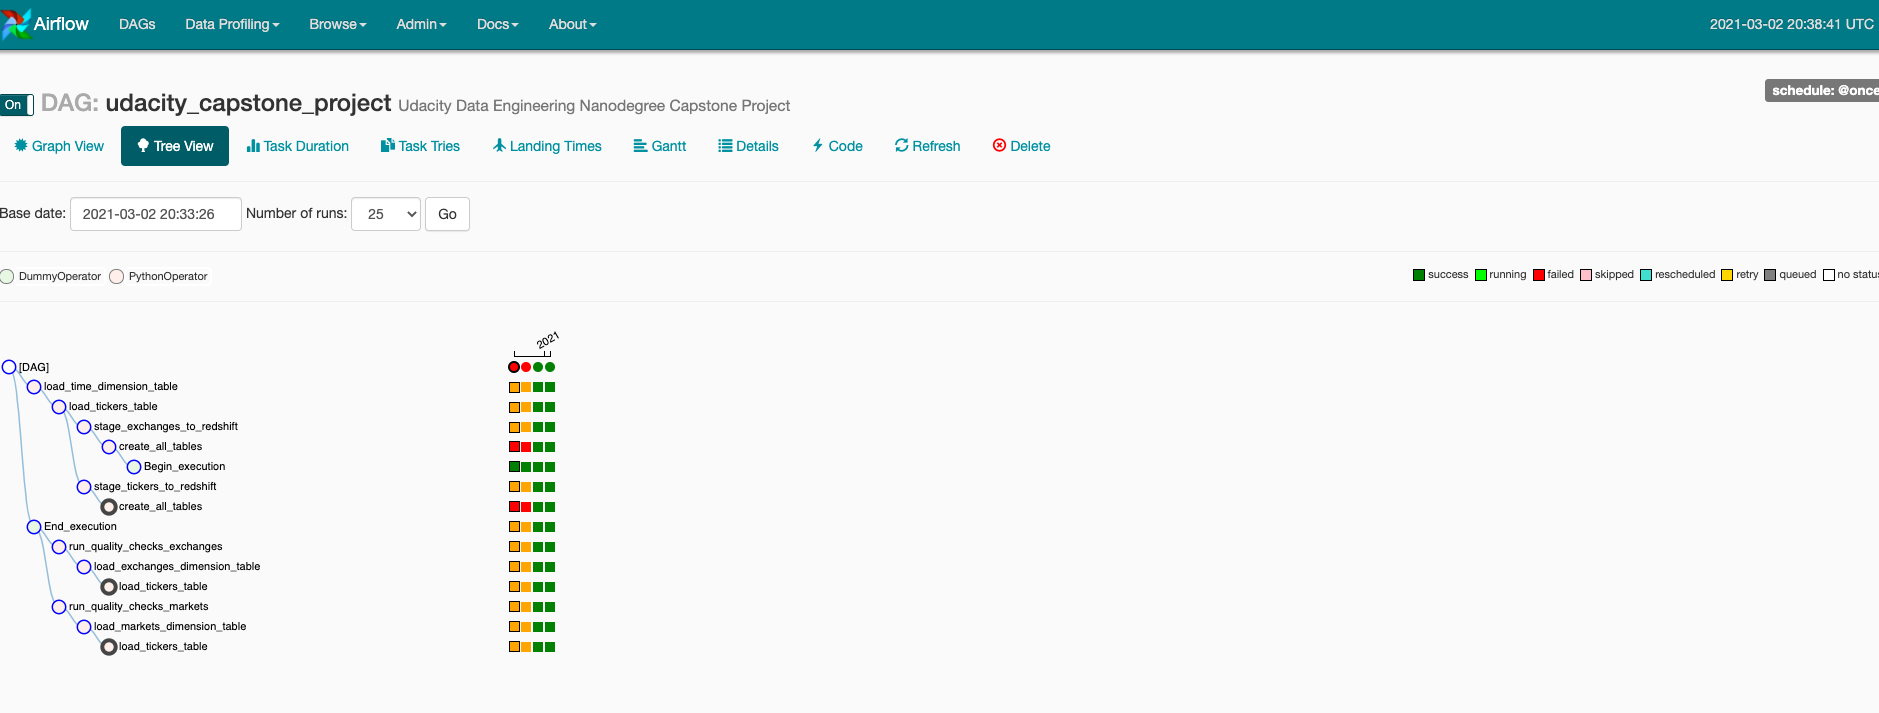 Airflow DAGs Data Profiling Browse Admin Docs About 2021-03-02 20:38:41 UTC
On DAG: udacity_capstone_project Udacity Data Engineering Nanodegree Capstone Project schedule: @once
Graph View Tree View Task Duration Task Tries Landing Times Gantt Details Code Refresh Delete
Base date: 2021-03-02 20:33:26 Number of runs: 25 Go
DummyOperator PythonOperator success running failed skipped rescheduled retry queued no status
2021
[DAG]
load_time_dimension_table
load_tickers_table
stage_exchanges_to_redshift
create_all_tables
Begin_execution
stage_tickers_to_redshift
create_all_tables
End_execution
run_quality_checks_exchanges
load_exchanges_dimension_table
load_tickers_table
run_quality_checks_markets
load_markets_dimension_table
load_tickers_table